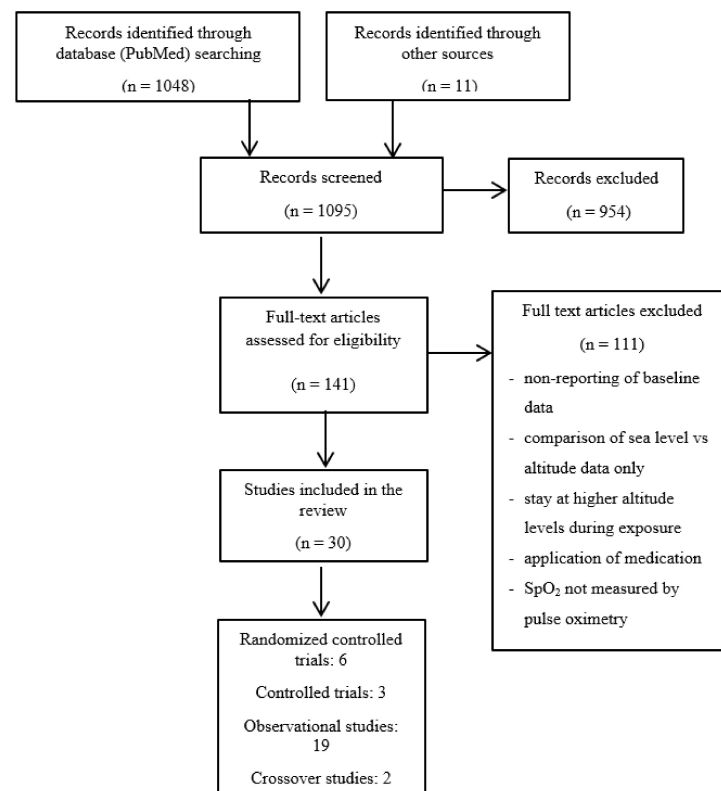 Records identified through
database (PubMed) searching
(n = 1048)
Records identified through
other sources
(n = 11)
Records screened
(n = 1095)
Records excluded
(n = 954)
Full-text articles
assessed for eligibility
(n = 141)
Full text articles excluded
(n = 111)
- non-reporting of baseline
data
- comparison of sea level vs
altitude data only
- stay at higher altitude
levels during exposure
- application of medication
- SpO₂ not measured by
pulse oximetry
Studies included in the
review
(n = 30)
Randomized controlled
trials: 6
Controlled trials: 3
Observational studies:
19
Crossover studies: 2